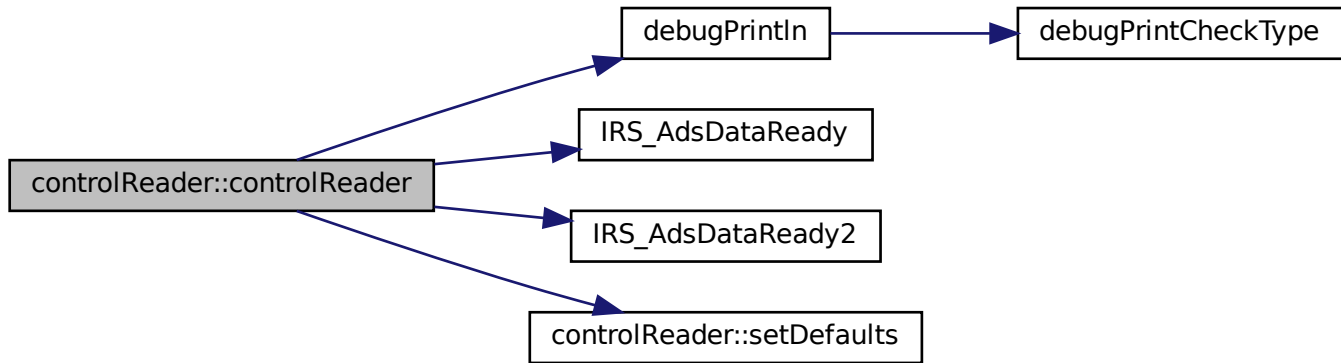 debugPrintln
debugPrintCheckType
IRS_AdsDataReady
controlReader::controlReader
IRS_AdsDataReady2
controlReader::setDefaults